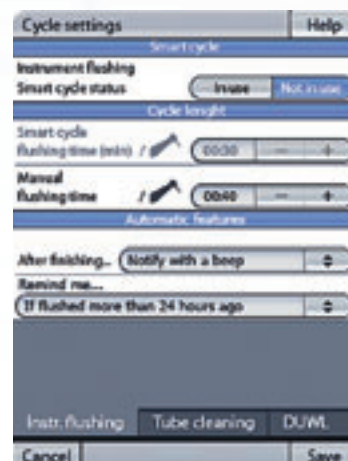 Cycle settings Help
Smart cycle
Instrument flushing
Smart cycle status In use Not in use
Cycle lenght
Smart cycle
flushing time (min) / 00:30 - +
Manual
flushing time / 00:40 - +
Automatic features
After finishing... Notify with a beep
Remind me...
If flushed more than 24 hours ago
Instr. flushing Tube cleaning DUWL
Cancel Save